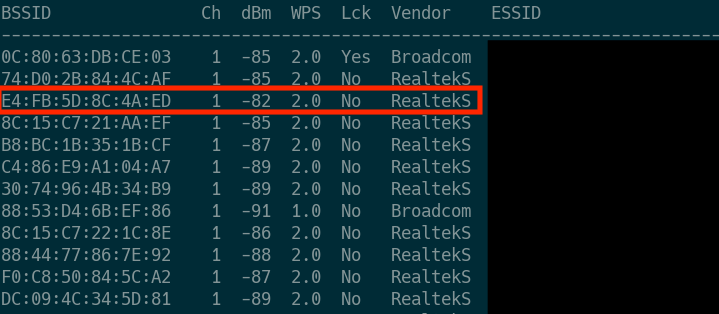 BSSID Ch dBm WPS Lck Vendor ESSID
--------------------------------------------------------------------------------
0C:80:63:DB:CE:03 1 -85 2.0 Yes Broadcom
74:D0:2B:84:4C:AF 1 -85 2.0 No RealtekS
E4:FB:5D:8C:4A:ED 1 -82 2.0 No RealtekS
8C:15:C7:21:AA:EF 1 -85 2.0 No RealtekS
B8:BC:1B:35:1B:CF 1 -87 2.0 No RealtekS
C4:86:E9:A1:04:A7 1 -89 2.0 No RealtekS
30:74:96:4B:34:B9 1 -89 2.0 No RealtekS
88:53:D4:6B:EF:86 1 -91 1.0 No Broadcom
8C:15:C7:22:1C:8E 1 -86 2.0 No RealtekS
88:44:77:86:7E:92 1 -88 2.0 No RealtekS
F0:C8:50:84:5C:A2 1 -87 2.0 No RealtekS
DC:09:4C:34:5D:81 1 -89 2.0 No RealtekS